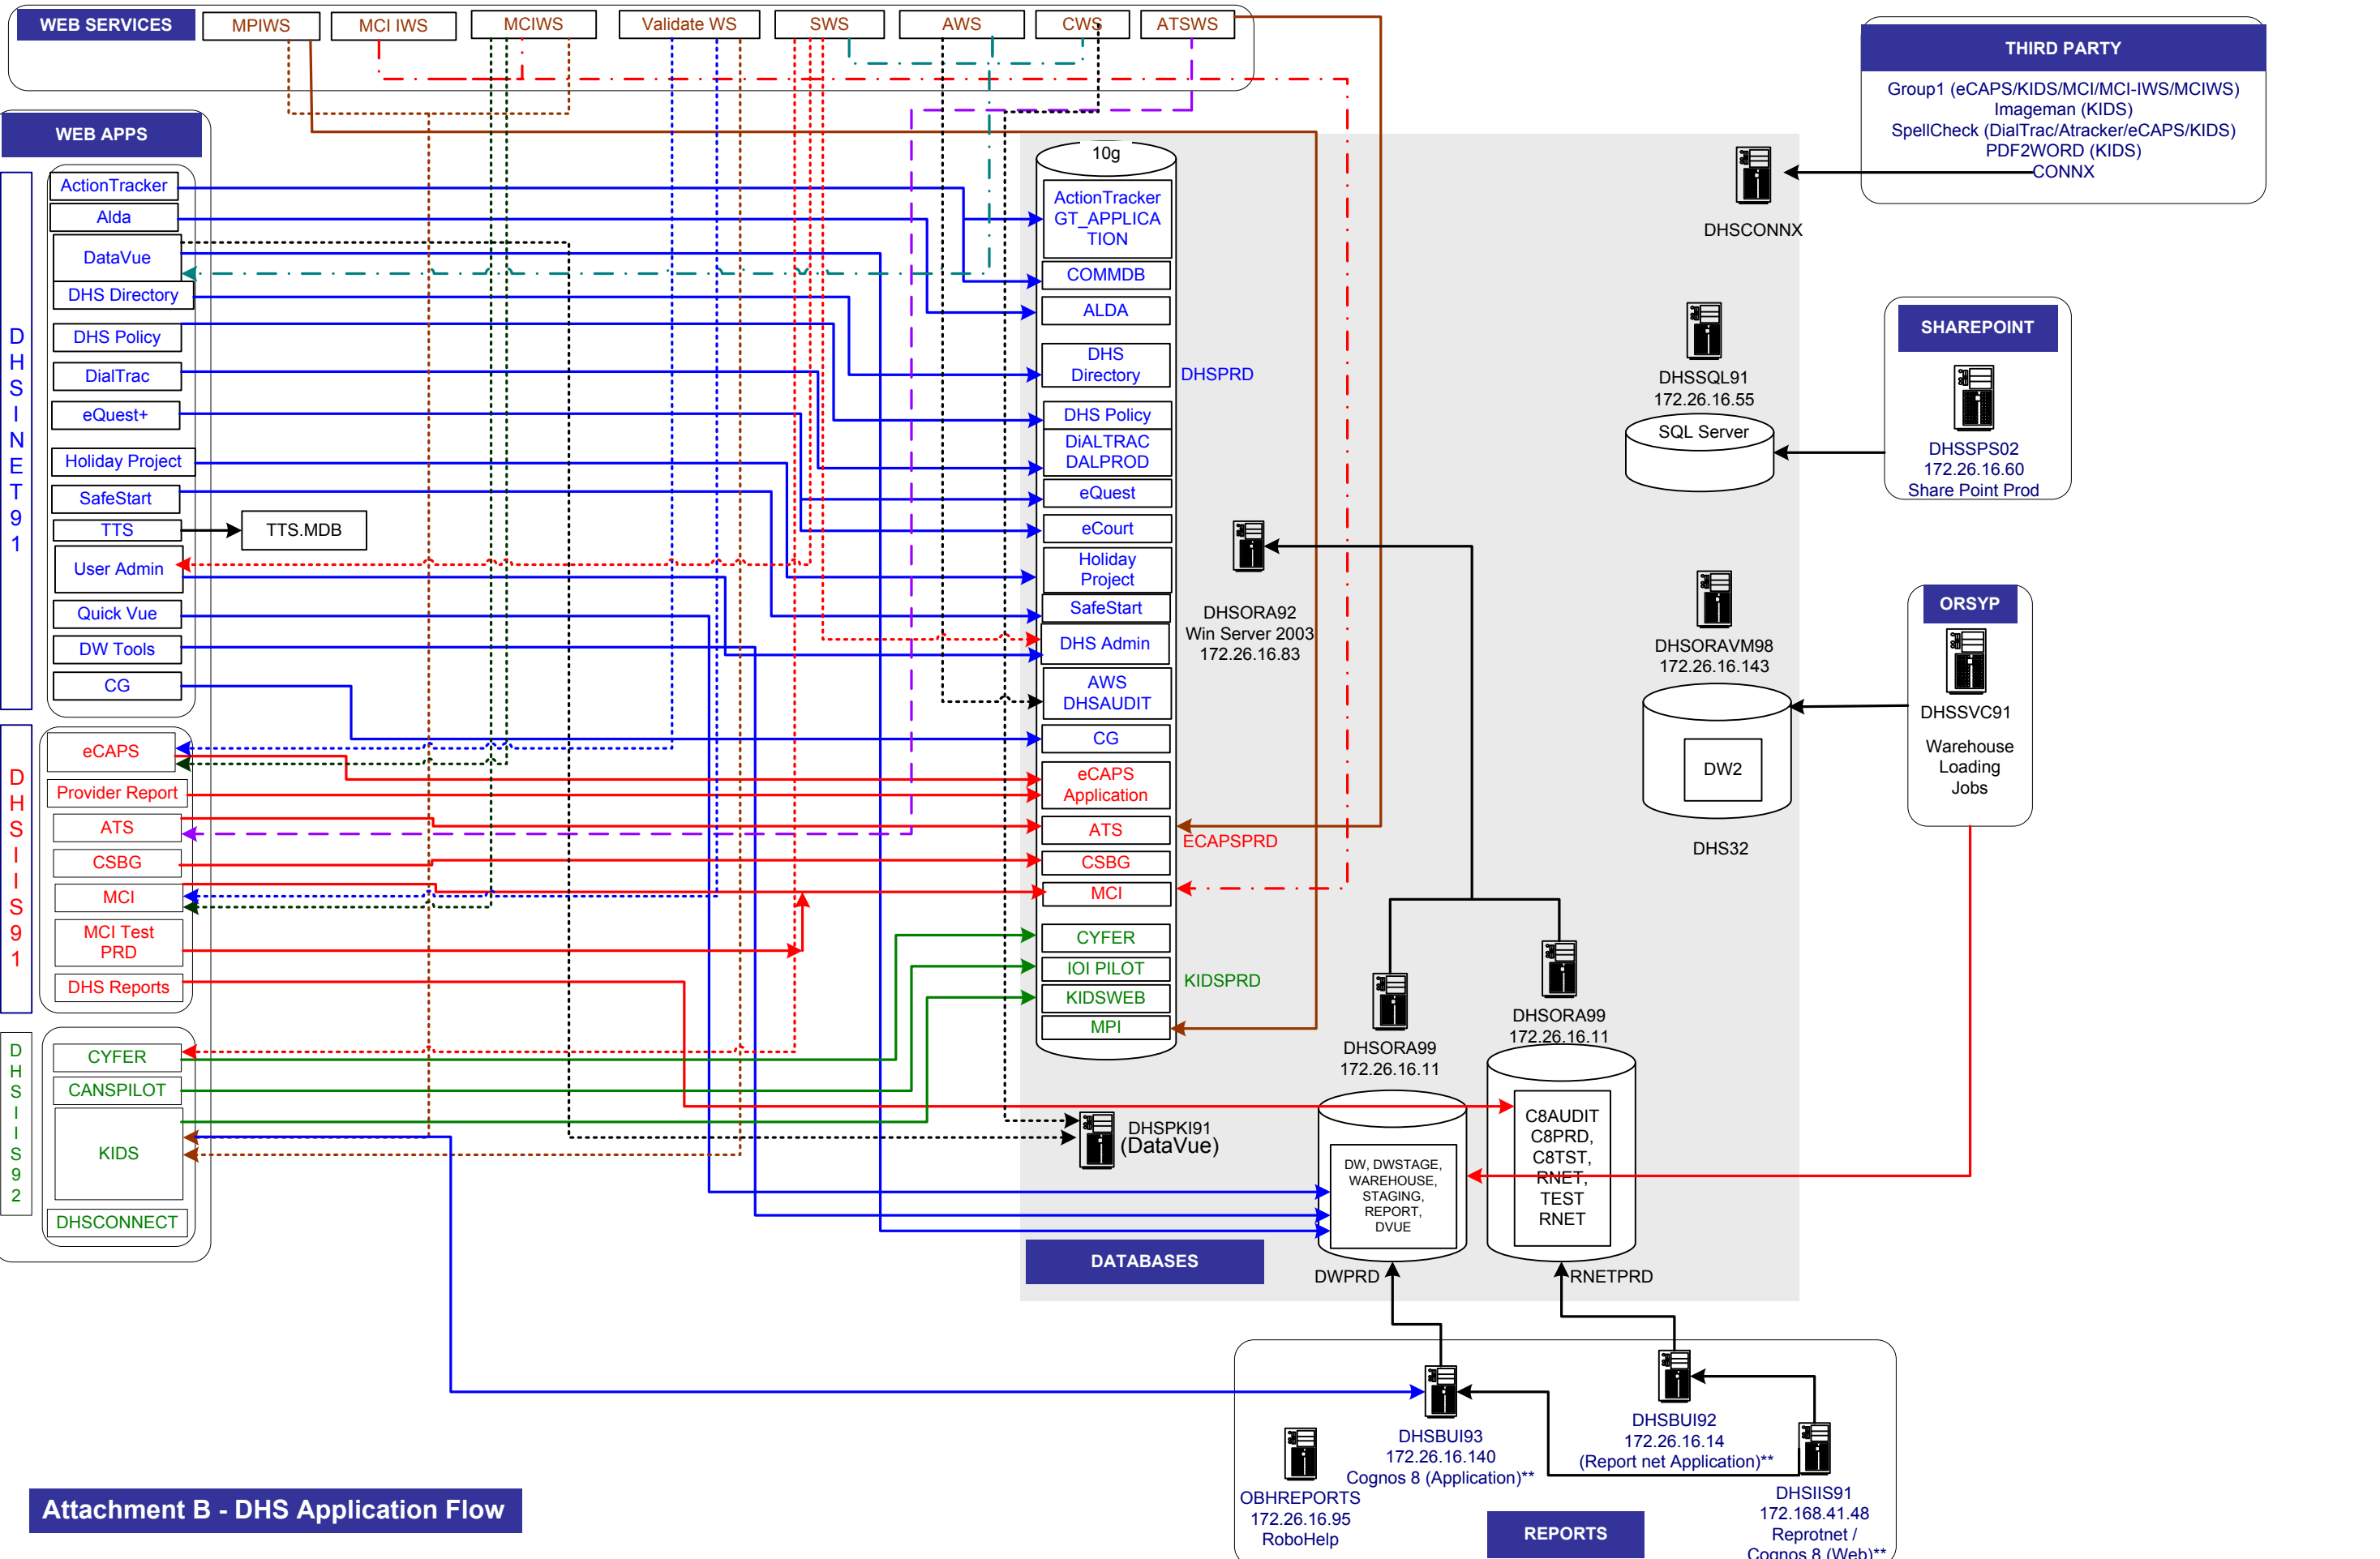 WEB SERVICES
MPIWS
MCI IWS
MCIWS
Validate WS
SWS
AWS
CWS
ATSWS
THIRD PARTY
Group1 (eCAPS/KIDS/MCI/MCI-IWS/MCIWS)
Imageman (KIDS)
SpellCheck (DialTrac/Atracker/eCAPS/KIDS)
PDF2WORD (KIDS)
CONNX
WEB APPS
DHSINET91
ActionTracker
Alda
DataVue
DHS Directory
DHS Policy
DialTrac
eQuest+
Holiday Project
SafeStart
TTS
TTS.MDB
User Admin
Quick Vue
DW Tools
CG
DHSIIS91
eCAPS
Provider Report
ATS
CSBG
MCI
MCI Test
PRD
DHS Reports
DHSIIS92
CYFER
CANSPILOT
KIDS
DHSCONNECT
10g
ActionTracker
GT_APPLICA
TION
COMMDB
ALDA
DHS
Directory
DHSPRD
DHS Policy
DiALTRAC
DALPROD
eQuest
eCourt
Holiday
Project
SafeStart
DHS Admin
AWS
DHSAUDIT
CG
eCAPS
Application
ATS
ECAPSPRD
CSBG
MCI
CYFER
IOI PILOT
KIDSPRD
KIDSWEB
MPI
DHSORA92
Win Server 2003
172.26.16.83
DHSCONNX
DHSSQL91
172.26.16.55
SQL Server
SHAREPOINT
DHSSPS02
172.26.16.60
Share Point Prod
DHSORAVM98
172.26.16.143
DW2
DHS32
ORSYP
DHSSVC91
Warehouse
Loading
Jobs
DHSORA99
172.26.16.11
DHSORA99
172.26.16.11
DHSPKI91
(DataVue)
DW, DWSTAGE,
WAREHOUSE,
STAGING,
REPORT,
DVUE
C8AUDIT
C8PRD,
C8TST,
RNET,
TEST
RNET
DATABASES
DWPRD
RNETPRD
DHSBUI93
172.26.16.140
Cognos 8 (Application)**
DHSBUI92
172.26.16.14
(Report net Application)**
OBHREPORTS
172.26.16.95
RoboHelp
DHSIIS91
172.168.41.48
Reprotnet /
Cognos 8 (Web)**
REPORTS
Attachment B - DHS Application Flow